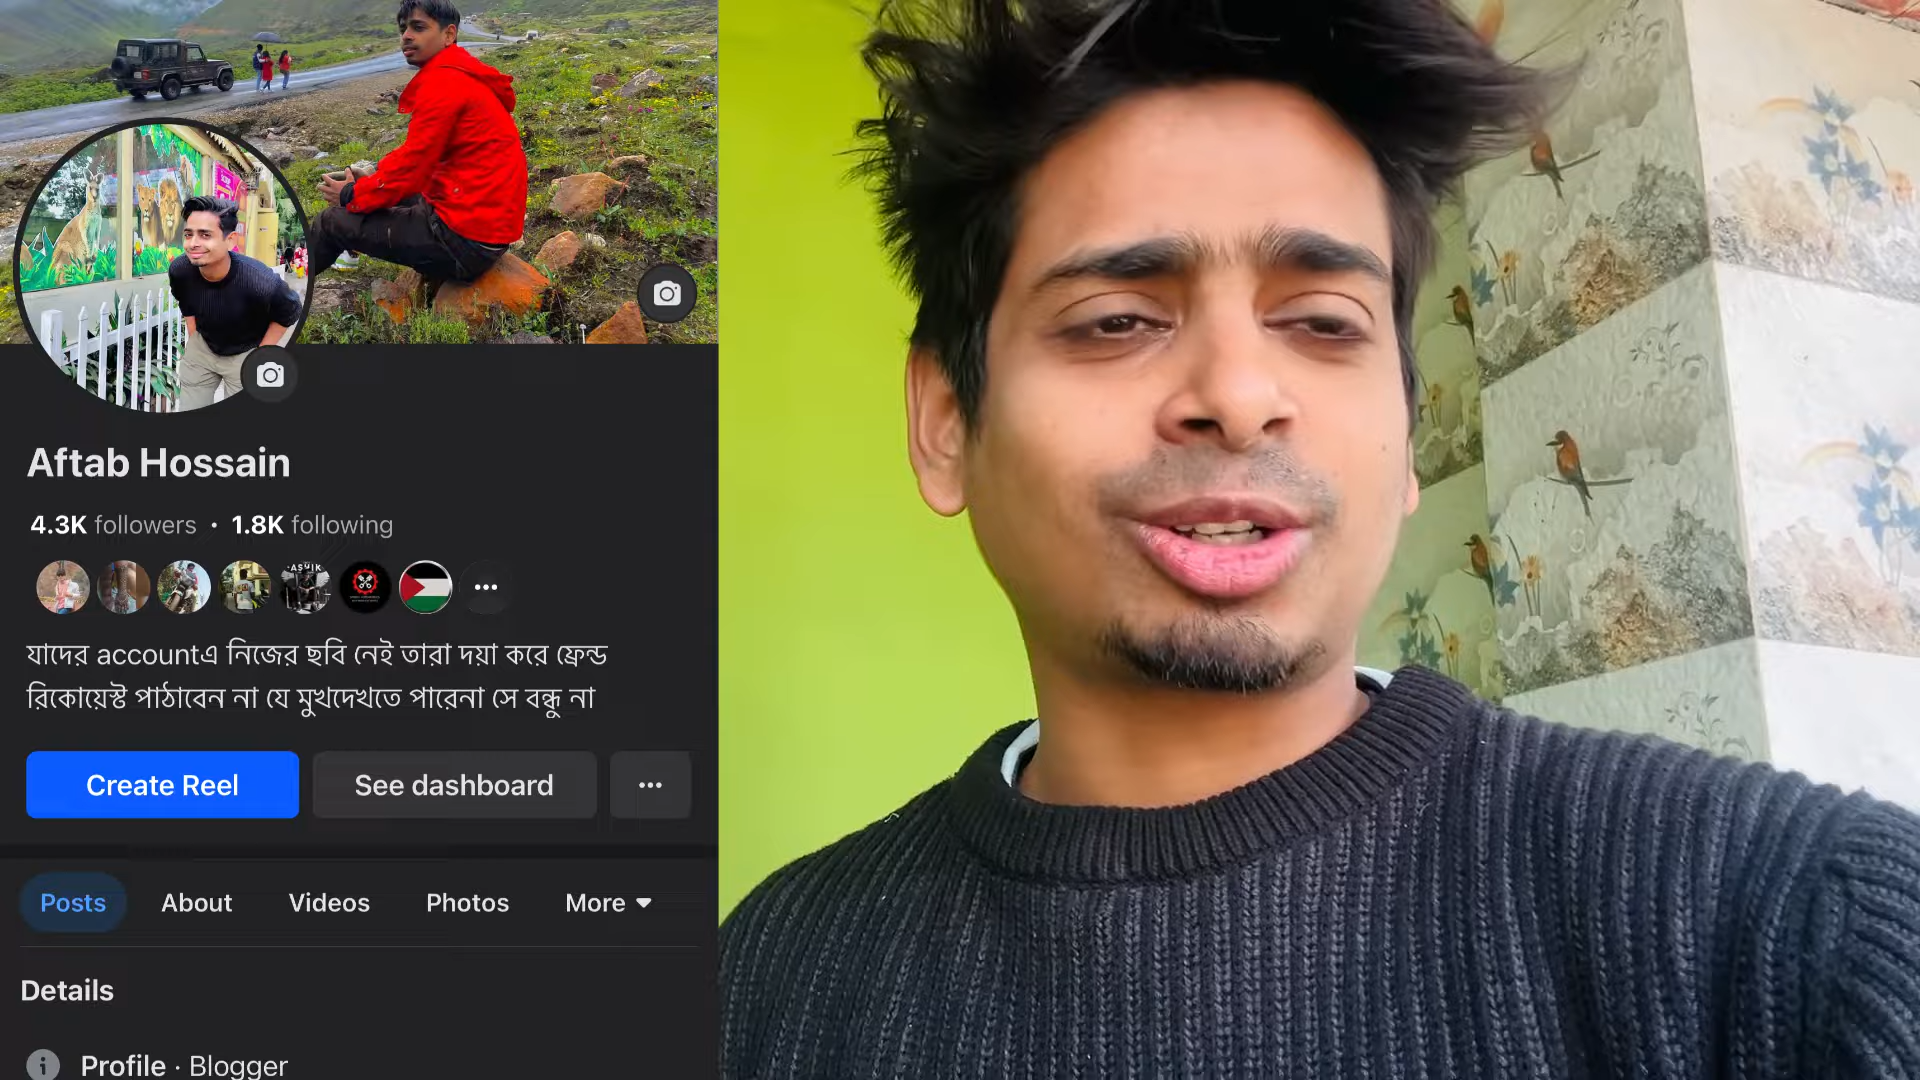 Aftab Hossain
4.3K followers · 1.8K following
ASHIK
যাদের accountএ নিজের ছবি নেই তারা দয়া করে ফ্রেন্ড
রিকোয়েস্ট পাঠাবেন না যে মুখদেখতে পারেনা সে বন্ধু না
Create Reel
See dashboard
Posts
About
Videos
Photos
More
Details
Profile · Blogger